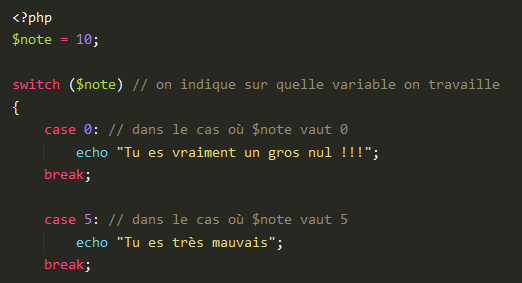 <?php
$note = 10;
switch ($note) // on indique sur quelle variable on travaille
{
case 0: // dans le cas où $note vaut 0
echo "Tu es vraiment un gros nul !!!";
break;
case 5: // dans le cas où $note vaut 5
echo "Tu es très mauvais";
break;